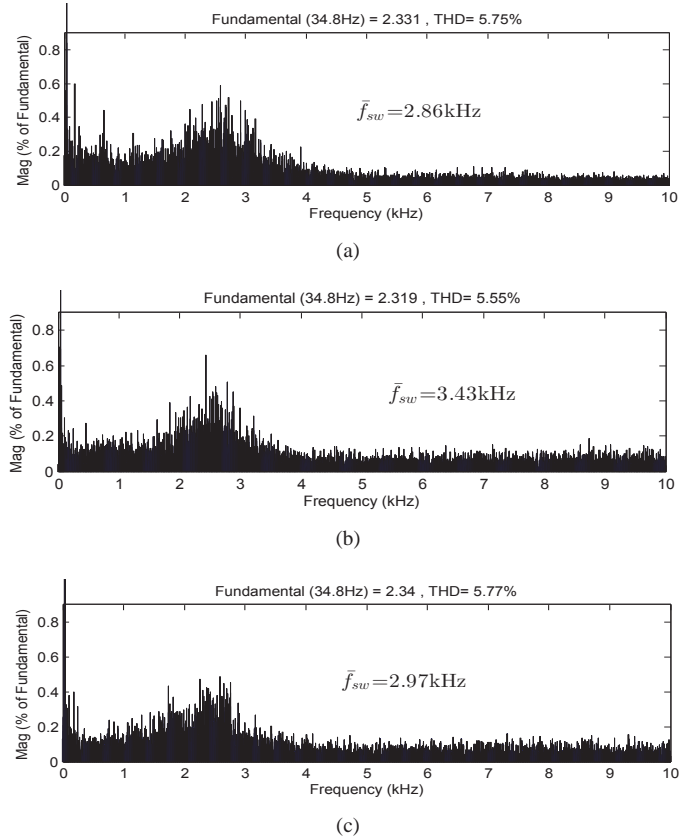 Fundamental (34.8Hz) = 2.331 , THD= 5.75%
Mag (% of Fundamental)
0.8
0.6
0.4
0.2
0
f̄sw=2.86kHz
0 1 2 3 4 5 6 7 8 9 10
Frequency (kHz)
(a)
Fundamental (34.8Hz) = 2.319 , THD= 5.55%
Mag (% of Fundamental)
0.8
0.6
0.4
0.2
0
f̄sw=3.43kHz
0 1 2 3 4 5 6 7 8 9 10
Frequency (kHz)
(b)
Fundamental (34.8Hz) = 2.34 , THD= 5.77%
Mag (% of Fundamental)
0.8
0.6
0.4
0.2
0
f̄sw=2.97kHz
0 1 2 3 4 5 6 7 8 9 10
Frequency (kHz)
(c)